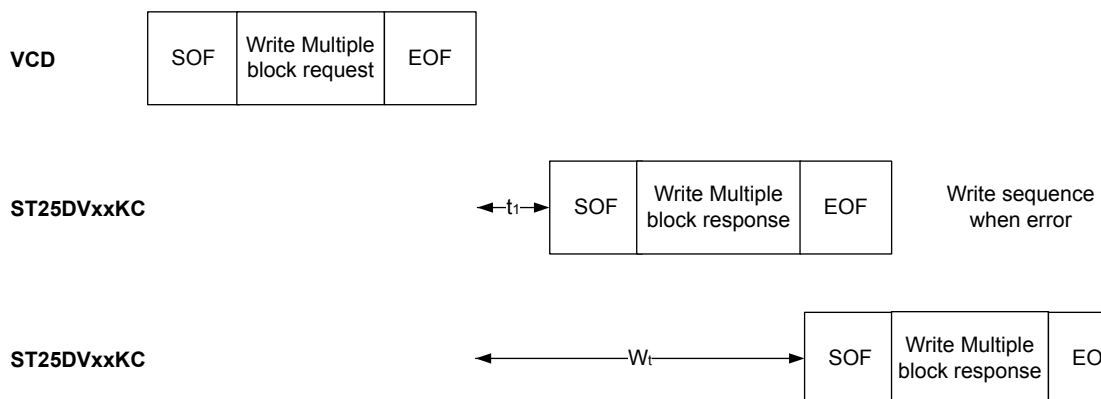 VCD
SOF
Write Multiple
block request
EOF
ST25DVxxKC
t1
SOF
Write Multiple
block response
EOF
Write sequence
when error
ST25DVxxKC
Wt
SOF
Write Multiple
block response